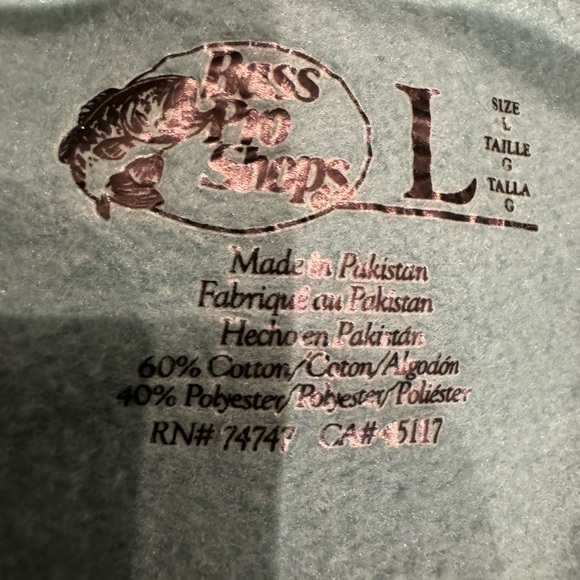 Bass
Pro
Shops
L
SIZE
L
TAILLE
G
TALLA
G
Made in Pakistan
Fabriqué au Pakistan
Hecho en Pakistán
60% Cotton/Coton/Algodón
40% Polyester/Polyester/Poliéster
RN# 74747 CA#